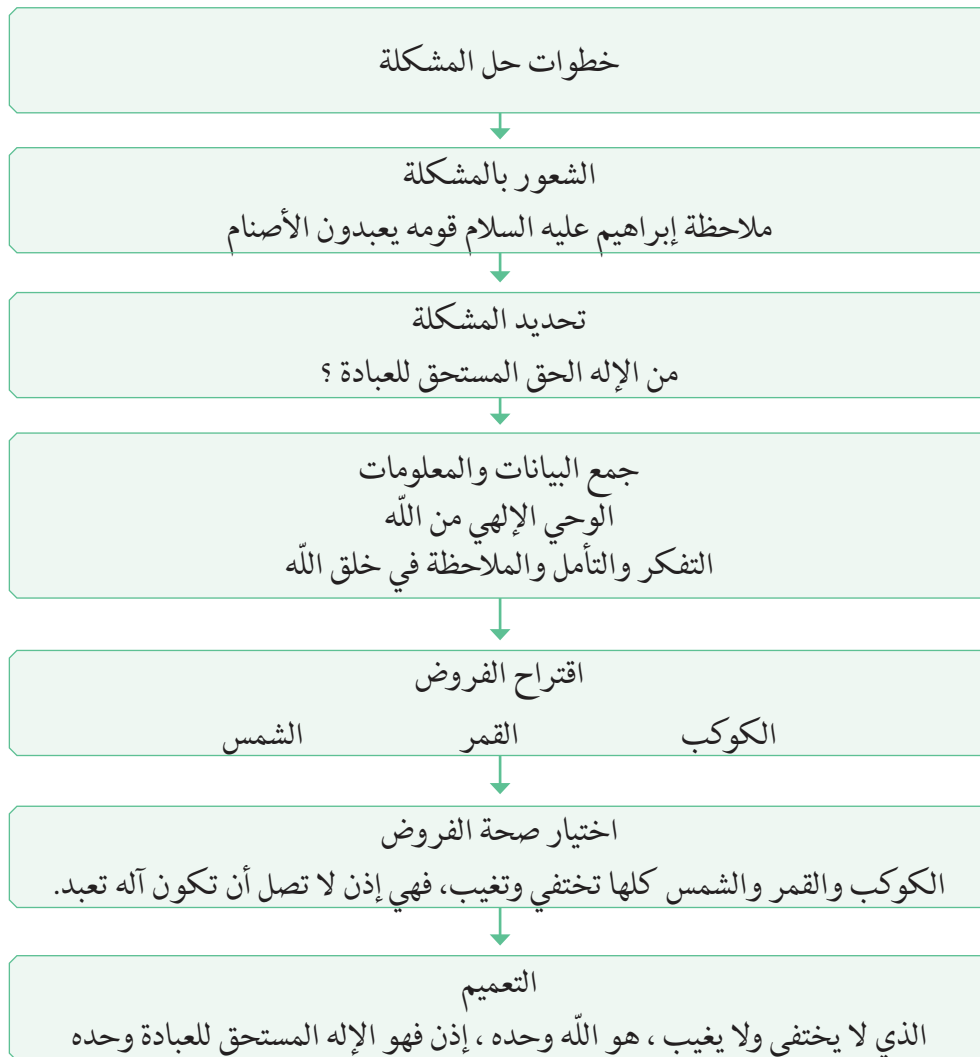 خطوات حل المشكلة
الشعور بالمشكلة
ملاحظة إبراهيم عليه السلام قومه يعبدون الأصنام
تحديد المشكلة
من الإله الحق المستحق للعبادة ؟
جمع البيانات والمعلومات
الوحي الإلهي من اللّه
التفكر والتأمل والملاحظة في خلق اللّه
اقتراح الفروض
الكوكب القمر الشمس
اختيار صحة الفروض
الكوكب والقمر والشمس كلها تختفي وتغيب، فهي إذن لا تصل أن تكون آله تعبد.
التعميم
الذي لا يختفي ولا يغيب ، هو اللّه وحده ، إذن فهو الإله المستحق للعبادة وحده